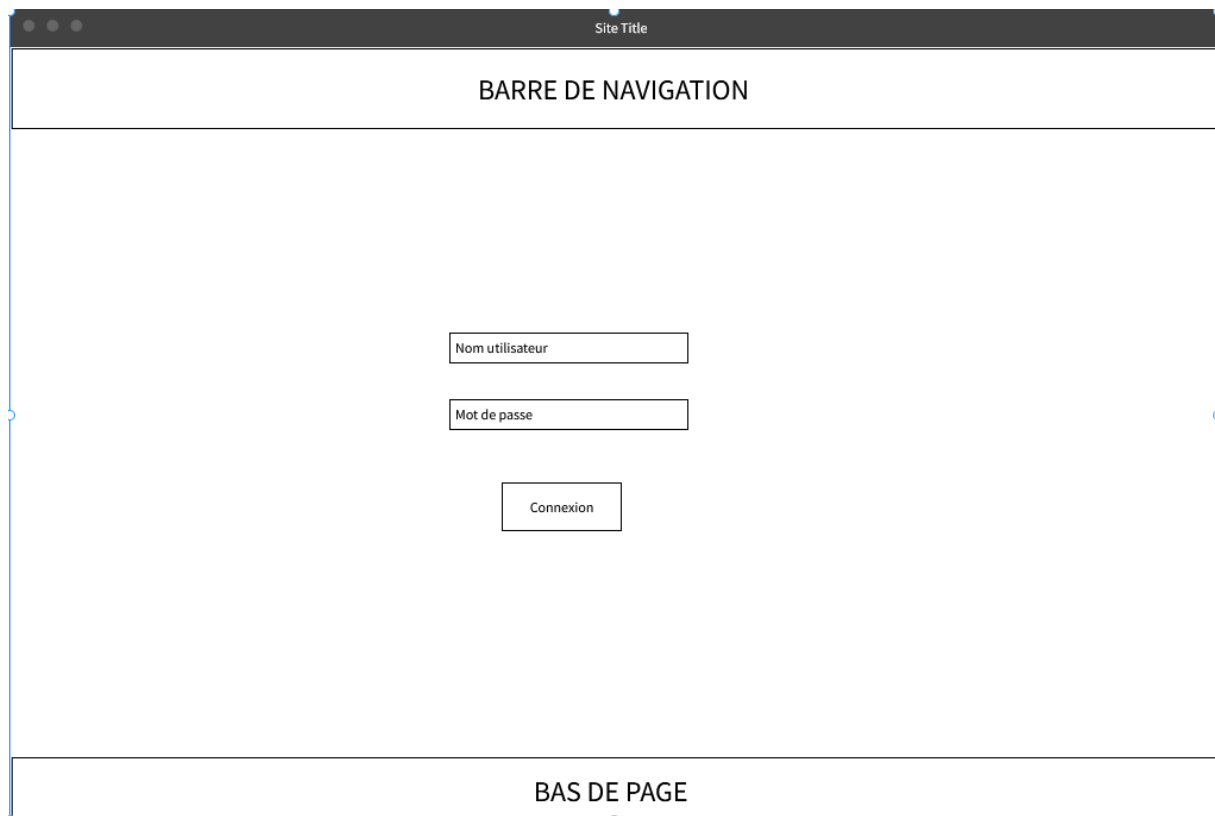 Site Title
BARRE DE NAVIGATION
Nom utilisateur
Mot de passe
Connexion
BAS DE PAGE